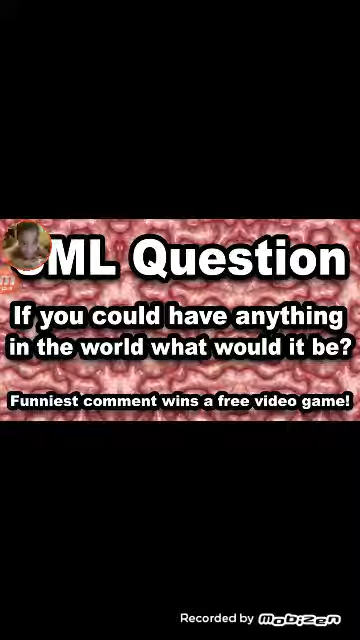 ML Question
If you could have anything
in the world what would it be?
Funniest comment wins a free video game!
Recorded by Mobizen